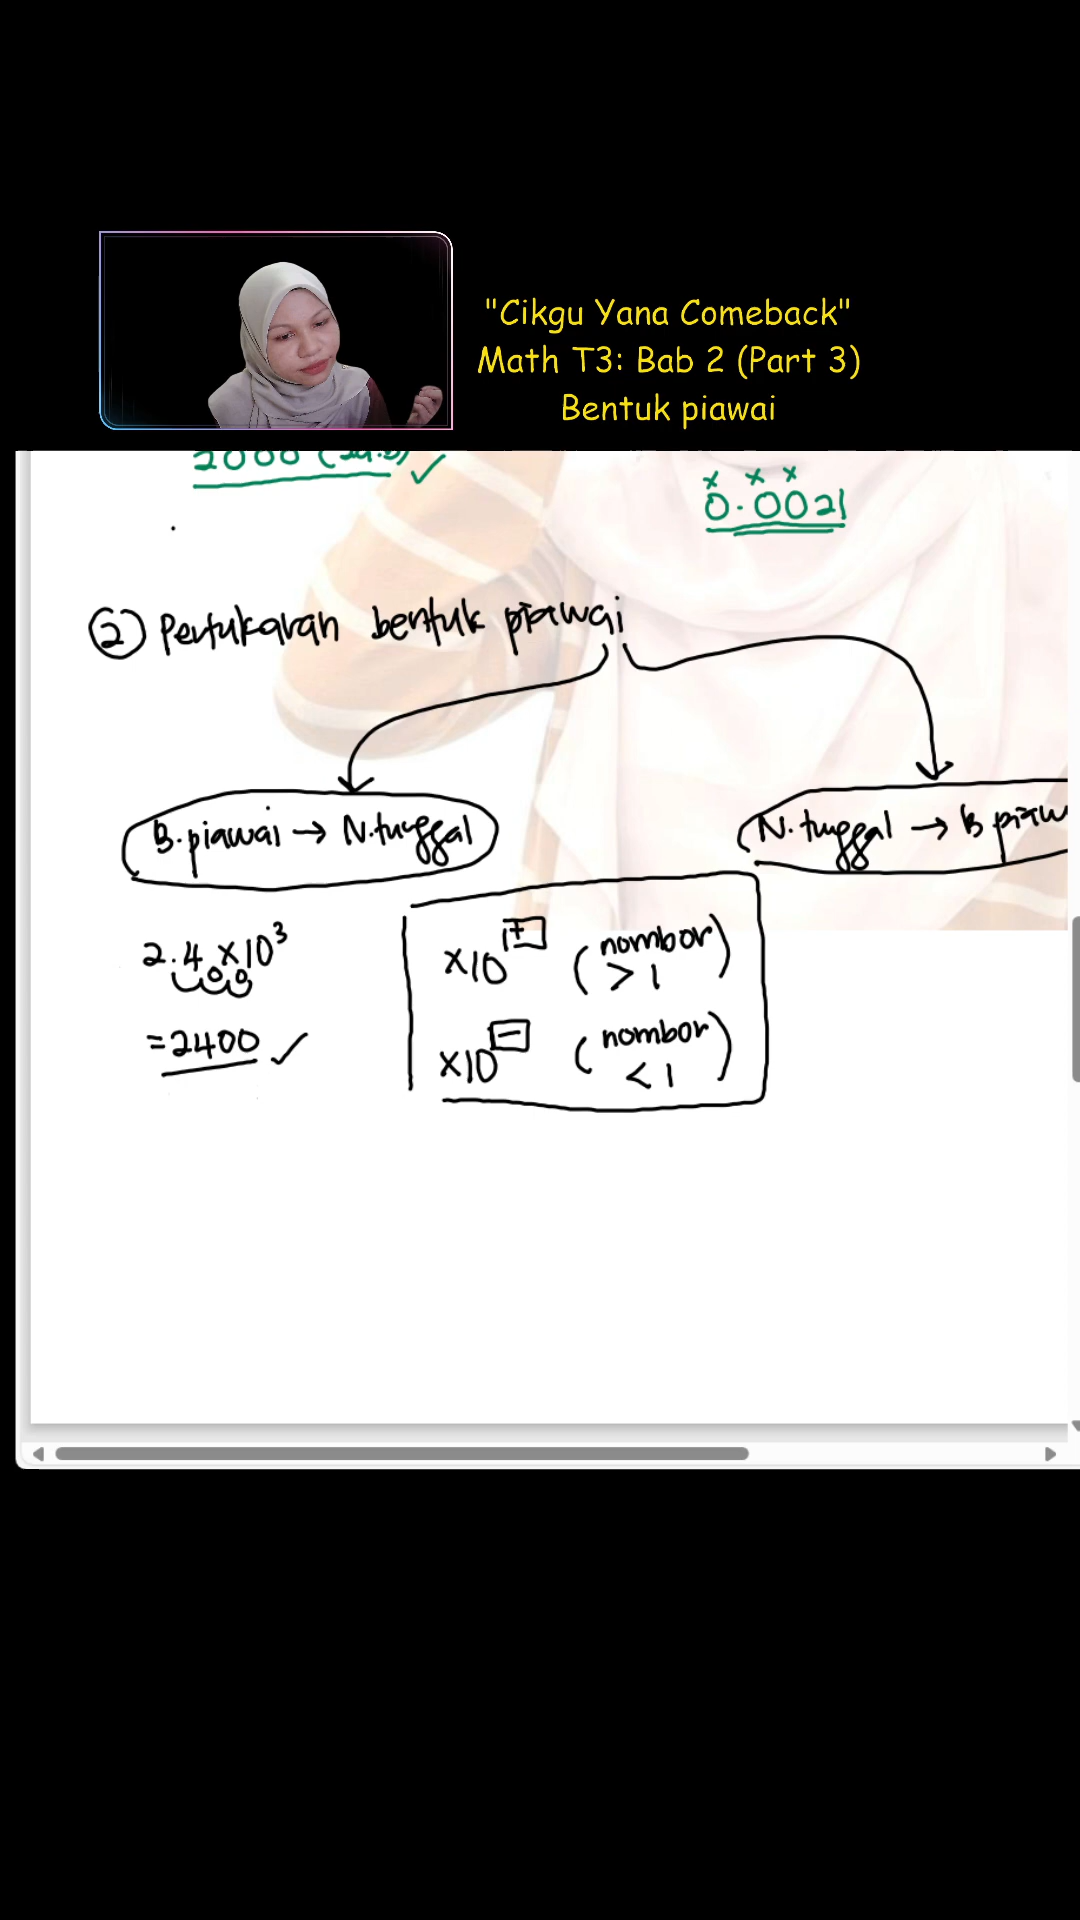 "Cikgu Yana Comeback"
Math T3: Bab 2 (Part 3)
Bentuk piawai
2000
x x x
0.0021
② Pertukaran bentuk piawai
B.piawai → N.tunggal
N.tunggal → B.piaw
2.4 × 10³
= 2400 ✓
×10 + ( nombor > 1 )
×10 − ( nombor < 1 )